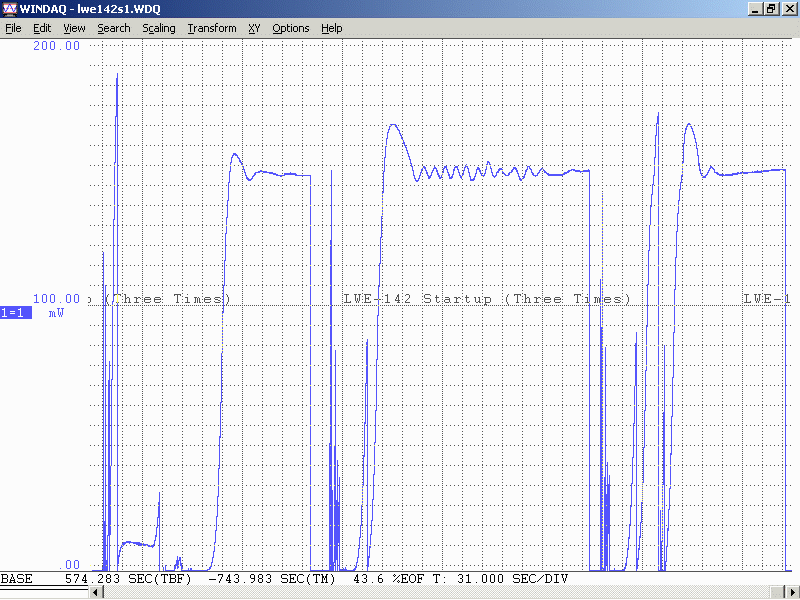 WINDAQ - lwe142s1.WDQ
File Edit View Search Scaling Transform XY Options Help
200.00
100.00 (Three Times) LWE-142 Startup (Three Times) LWE-1
1=1 mW
.00
BASE 574.283 SEC(TBF) -743.983 SEC(TM) 43.6 %EOF T: 31.000 SEC/DIV